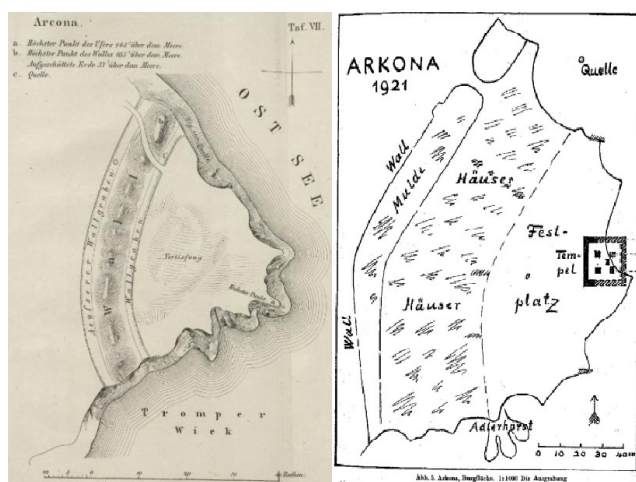 Arcona.
Taf. VII.
a. Höchster Punkt des Ufers 145' über dem Meere.
b. Höchster Punkt des Walles 165' über dem Meere.
Aufgeschüttete Erde 33' über dem Meere.
c. Quelle.
OST SEE
Aeusserer Wallgraben
Wall
Wallgraben
Vertiefung
Höchster Punkt
Tromper
Wiek
ARKONA
1921
Quelle
Wall
Mulde
Häuser
Fest-
Tem-
pel
platz
Häuser
Wall
Adlerhorst
0 10 20 30 40m
Abb. 5. Arkona, Burgfläche. 1:1000 Die Ausgrabung